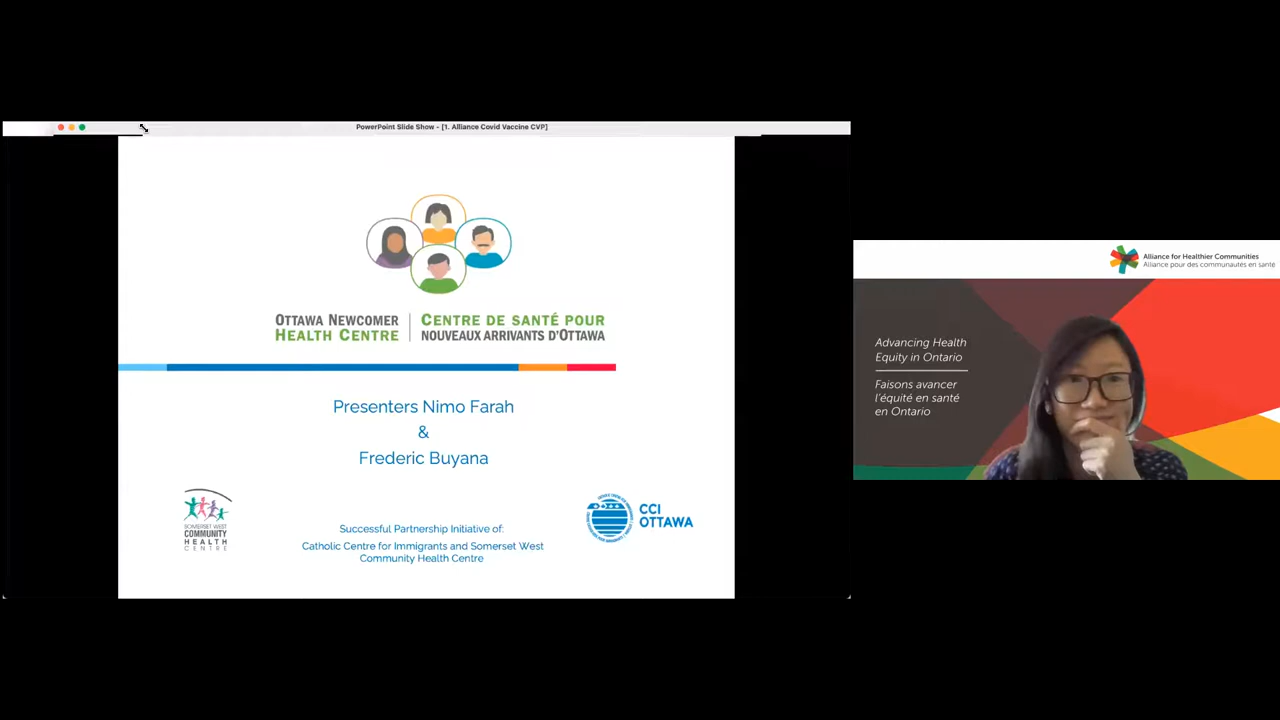 PowerPoint Slide Show - [1. Alliance Covid Vaccine CVP]
OTTAWA NEWCOMER
HEALTH CENTRE
CENTRE DE SANTÉ POUR
NOUVEAUX ARRIVANTS D'OTTAWA
Presenters Nimo Farah
&
Frederic Buyana
SOMERSET WEST
COMMUNITY
HEALTH
CENTRE
Successful Partnership Initiative of:
Catholic Centre for Immigrants and Somerset West
Community Health Centre
CCI
OTTAWA
Alliance for Healthier Communities
Alliance pour des communautés en santé
Advancing Health
Equity in Ontario
Faisons avancer
l'équité en santé
en Ontario